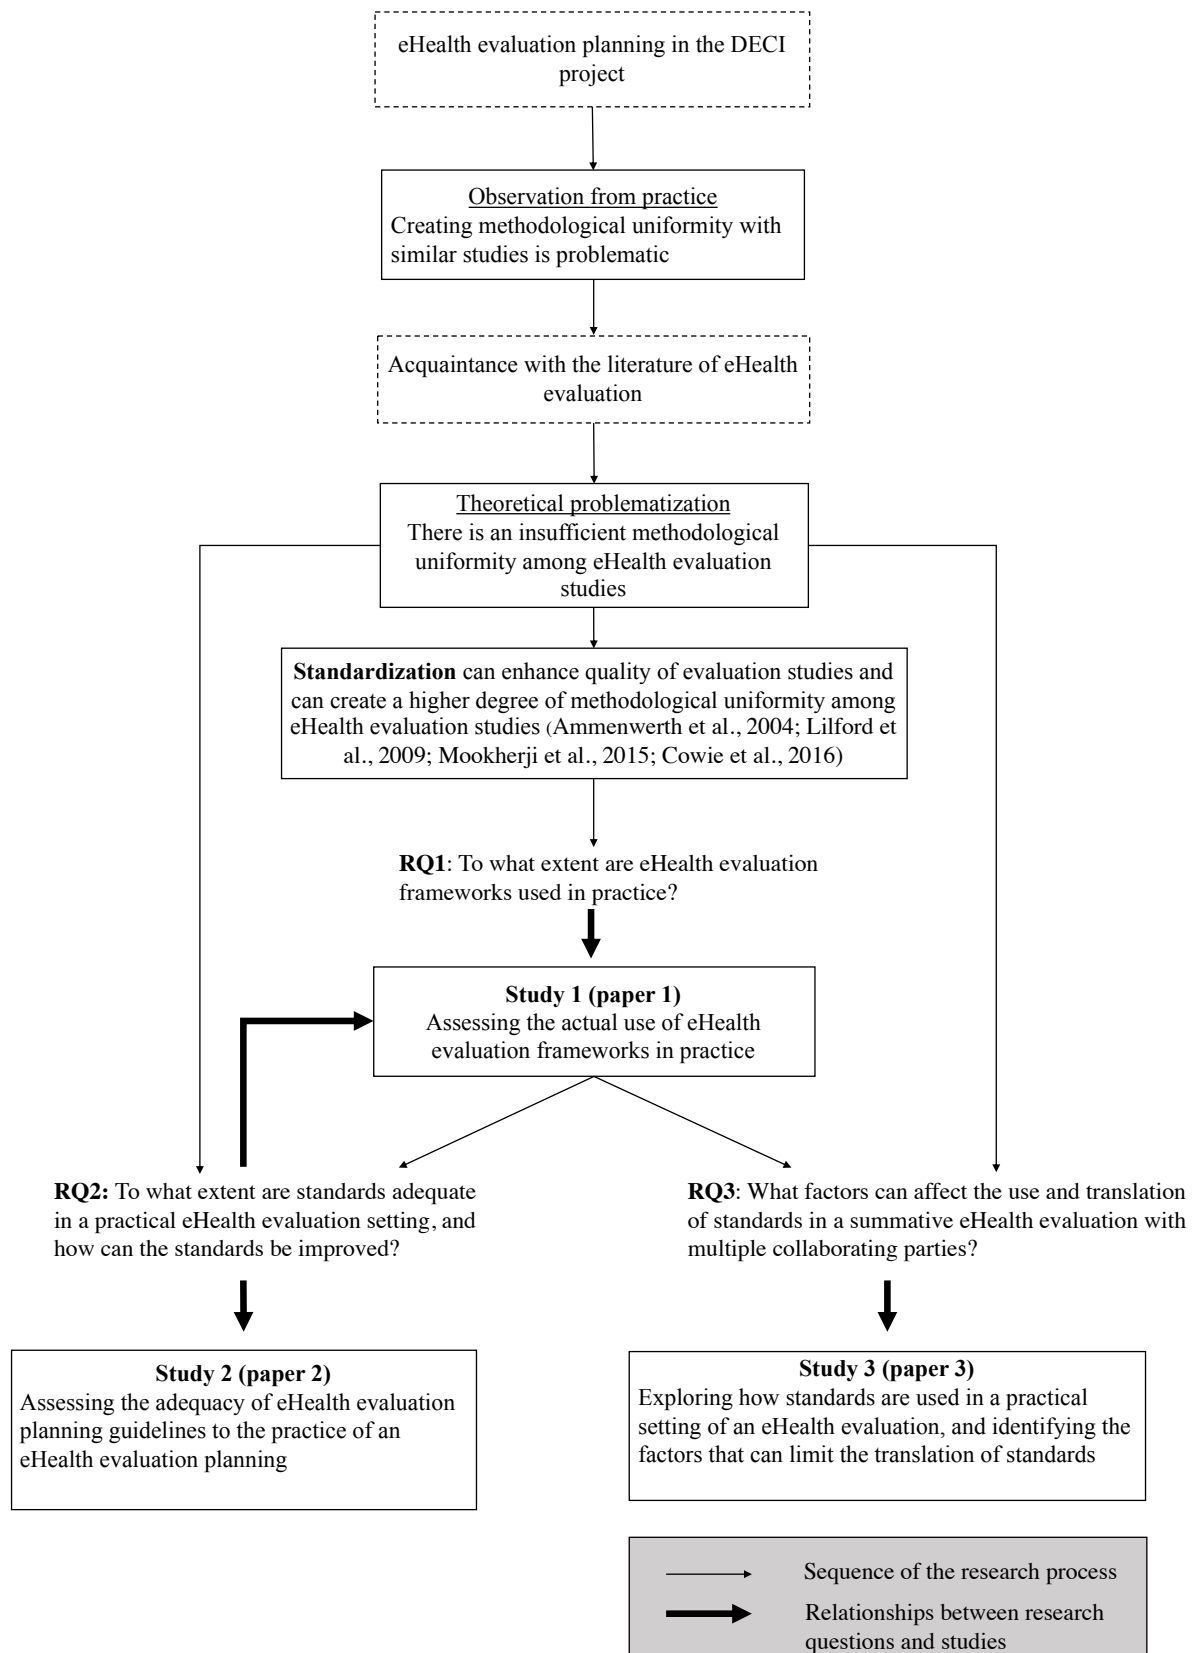 eHealth evaluation planning in the DECI
project
Observation from practice
Creating methodological uniformity with
similar studies is problematic
Acquaintance with the literature of eHealth
evaluation
Theoretical problematization
There is an insufficient methodological
uniformity among eHealth evaluation
studies
Standardization can enhance quality of evaluation studies and
can create a higher degree of methodological uniformity among
eHealth evaluation studies (Ammenwerth et al., 2004; Lilford et
al., 2009; Mookherji et al., 2015; Cowie et al., 2016)
RQ1: To what extent are eHealth evaluation
frameworks used in practice?
Study 1 (paper 1)
Assessing the actual use of eHealth
evaluation frameworks in practice
RQ2: To what extent are standards adequate
in a practical eHealth evaluation setting, and
how can the standards be improved?
RQ3: What factors can affect the use and translation
of standards in a summative eHealth evaluation with
multiple collaborating parties?
Study 2 (paper 2)
Assessing the adequacy of eHealth evaluation
planning guidelines to the practice of an
eHealth evaluation planning
Study 3 (paper 3)
Exploring how standards are used in a practical
setting of an eHealth evaluation, and identifying the
factors that can limit the translation of standards
Sequence of the research process
Relationships between research
questions and studies